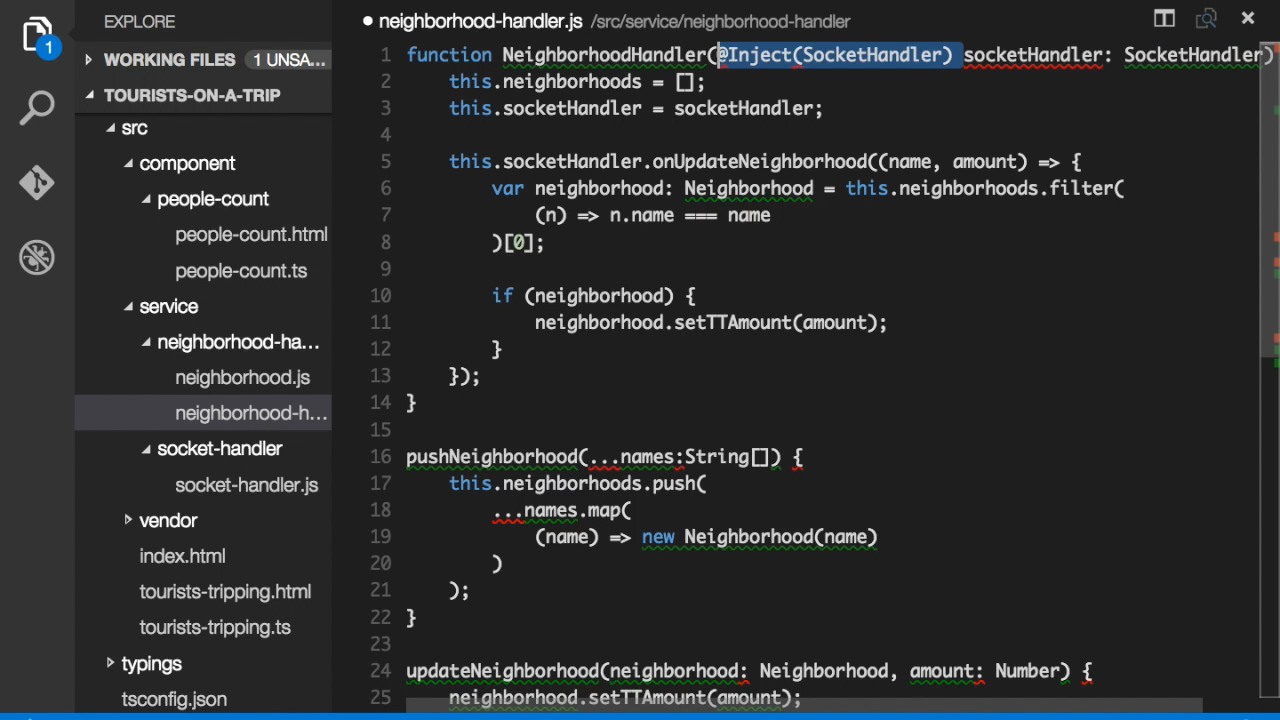 EXPLORE
WORKING FILES 1 UNSA...
TOURISTS-ON-A-TRIP
src
component
people-count
people-count.html
people-count.ts
service
neighborhood-ha...
neighborhood.js
neighborhood-h...
socket-handler
socket-handler.js
vendor
index.html
tourists-tripping.html
tourists-tripping.ts
typings
tsconfig.json
1
neighborhood-handler.js /src/service/neighborhood-handler
1 function NeighborhoodHandler(@Inject(SocketHandler) socketHandler: SocketHandler)
2 this.neighborhoods = [];
3 this.socketHandler = socketHandler;
4
5 this.socketHandler.onUpdateNeighborhood((name, amount) => {
6 var neighborhood: Neighborhood = this.neighborhoods.filter(
7 (n) => n.name === name
8 )[0];
9
10 if (neighborhood) {
11 neighborhood.setTTAmount(amount);
12 }
13 });
14 }
15
16 pushNeighborhood(...names:String[]) {
17 this.neighborhoods.push(
18 ...names.map(
19 (name) => new Neighborhood(name)
20 )
21 );
22 }
23
24 updateNeighborhood(neighborhood: Neighborhood, amount: Number) {
25 neighborhood.setTTAmount(amount);